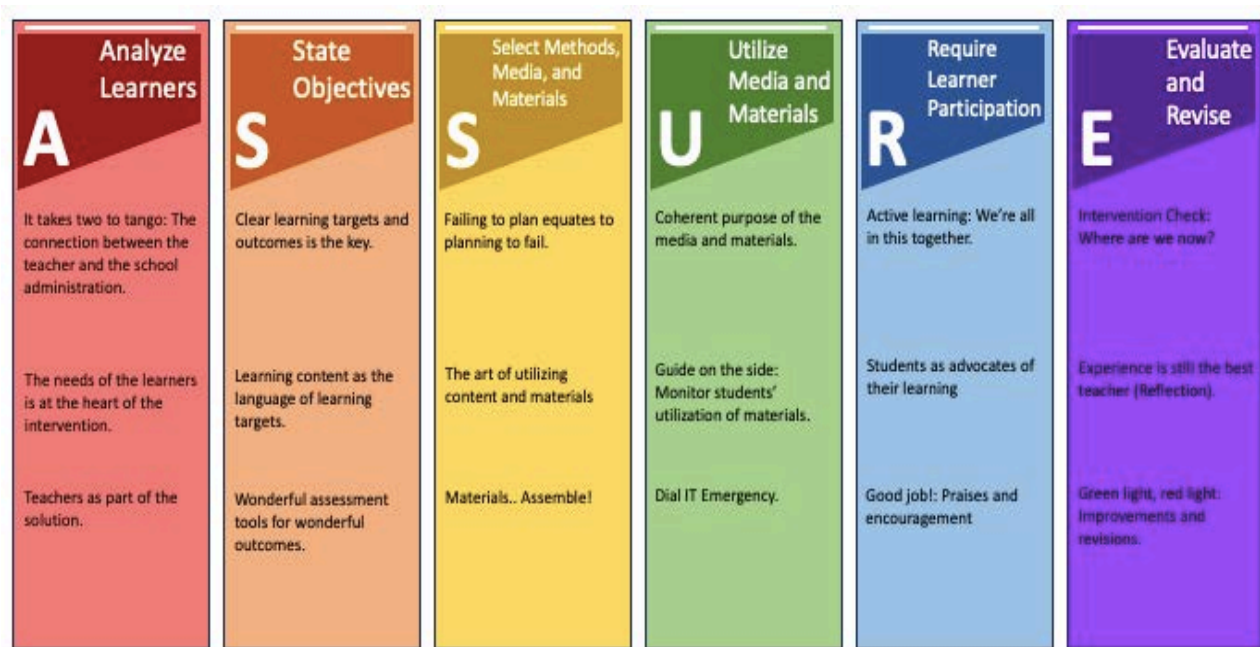 Analyze
Learners
A
It takes two to tango: The
connection between the
teacher and the school
administration.
The needs of the learners
is at the heart of the
intervention.
Teachers as part of the
solution.
State
Objectives
S
Clear learning targets and
outcomes is the key.
Learning content as the
language of learning
targets.
Wonderful assessment
tools for wonderful
outcomes.
Select Methods,
Media, and
Materials
S
Failing to plan equates to
planning to fail.
The art of utilizing
content and materials
Materials.. Assemble!
Utilize
Media and
Materials
U
Coherent purpose of the
media and materials.
Guide on the side:
Monitor students'
utilization of materials.
Dial IT Emergency.
Require
Learner
Participation
R
Active learning: We're all
in this together.
Students as advocates of
their learning
Good job!: Praises and
encouragement
Evaluate
and
Revise
E
Intervention Check:
Where are we now?
Experience is still the best
teacher (Reflection).
Green light, red light:
Improvements and
revisions.